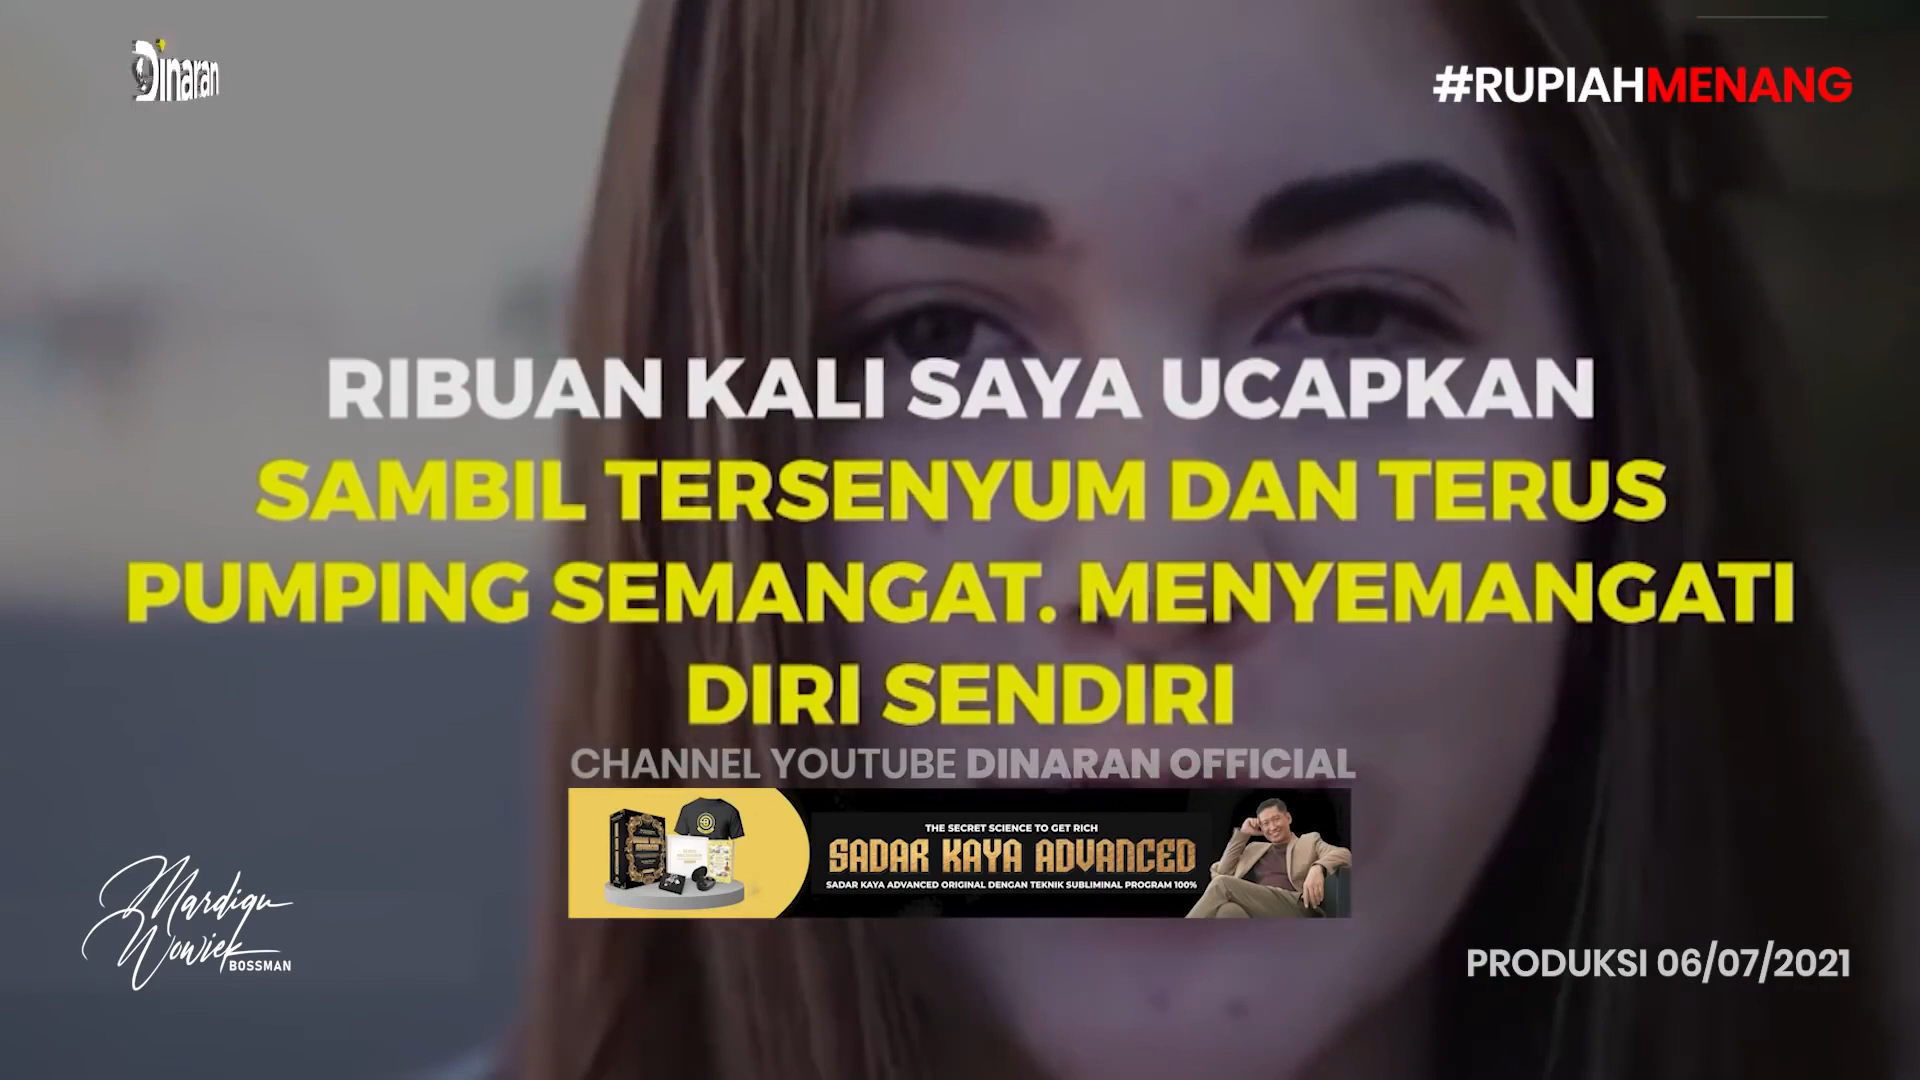 Dinaran
#RUPIAHMENANG
RIBUAN KALI SAYA UCAPKAN
SAMBIL TERSENYUM DAN TERUS
PUMPING SEMANGAT. MENYEMANGATI
DIRI SENDIRI
CHANNEL YOUTUBE DINARAN OFFICIAL
THE SECRET SCIENCE TO GET RICH
SADAR KAYA ADVANCED
SADAR KAYA ADVANCED ORIGINAL DENGAN TEKNIK SUBLIMINAL PROGRAM 100%
Mardigu
Wowiek
BOSSMAN
PRODUKSI 06/07/2021